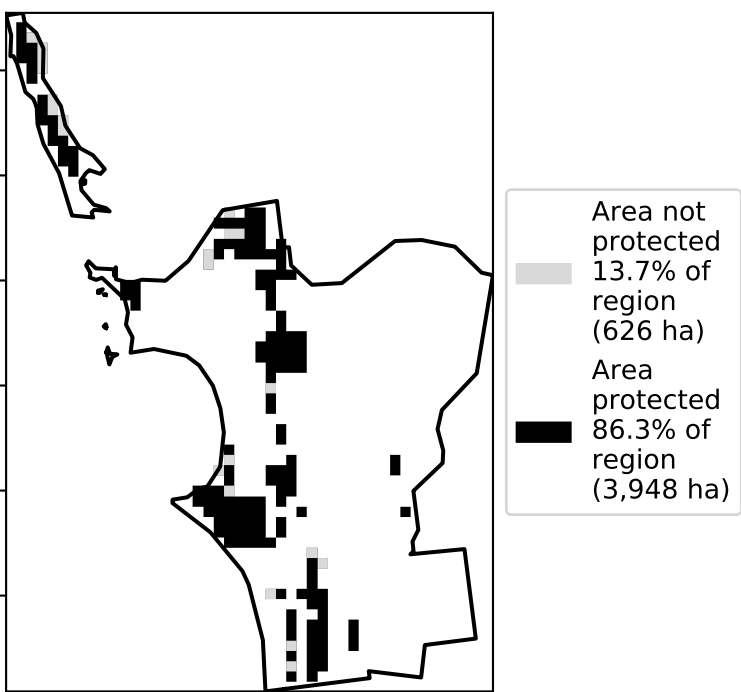 Area not
protected
13.7% of
region
(626 ha)
Area
protected
86.3% of
region
(3,948 ha)